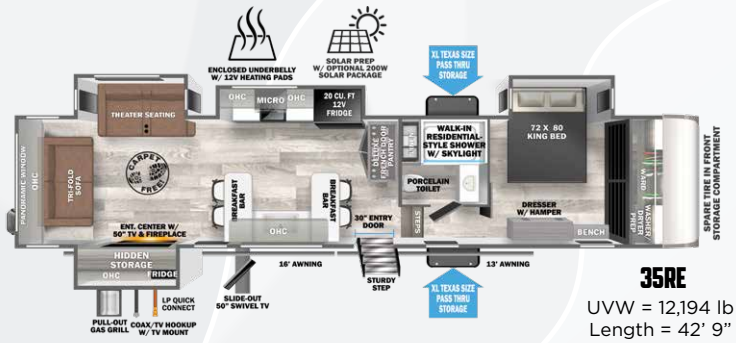 ENCLOSED UNDERBELLY
W/ 12V HEATING PADS
SOLAR PREP
W/ OPTIONAL 200W
SOLAR PACKAGE
XL TEXAS SIZE
PASS THRU
STORAGE
THEATER SEATING
OHC
MICRO
OHC
20 CU. FT
12V
FRIDGE
PANORAMIC WINDOW
OHC
TRI-FOLD
SOFA
CARPET
FREE!
DELUXE
FRENCH DOOR
PANTRY
WALK-IN
RESIDENTIAL-
STYLE SHOWER
W/ SKYLIGHT
PORCELAIN
TOILET
72 X 80
KING BED
WARD
WASHER/
DRYER
PREP
SPARE TIRE IN FRONT
STORAGE COMPARTMENT
BREAKFAST
BAR
BREAKFAST
BAR
OHC
30" ENTRY
DOOR
STEPS
DRESSER
W/ HAMPER
BENCH
ENT. CENTER W/
50" TV & FIREPLACE
HIDDEN
STORAGE
OHC
FRIDGE
16' AWNING
13' AWNING
STURDY
STEP
XL TEXAS SIZE
PASS THRU
STORAGE
LP QUICK
CONNECT
SLIDE-OUT
50" SWIVEL TV
PULL-OUT
GAS GRILL
COAX/TV HOOKUP
W/ TV MOUNT
35RE
UVW = 12,194 lb
Length = 42' 9"